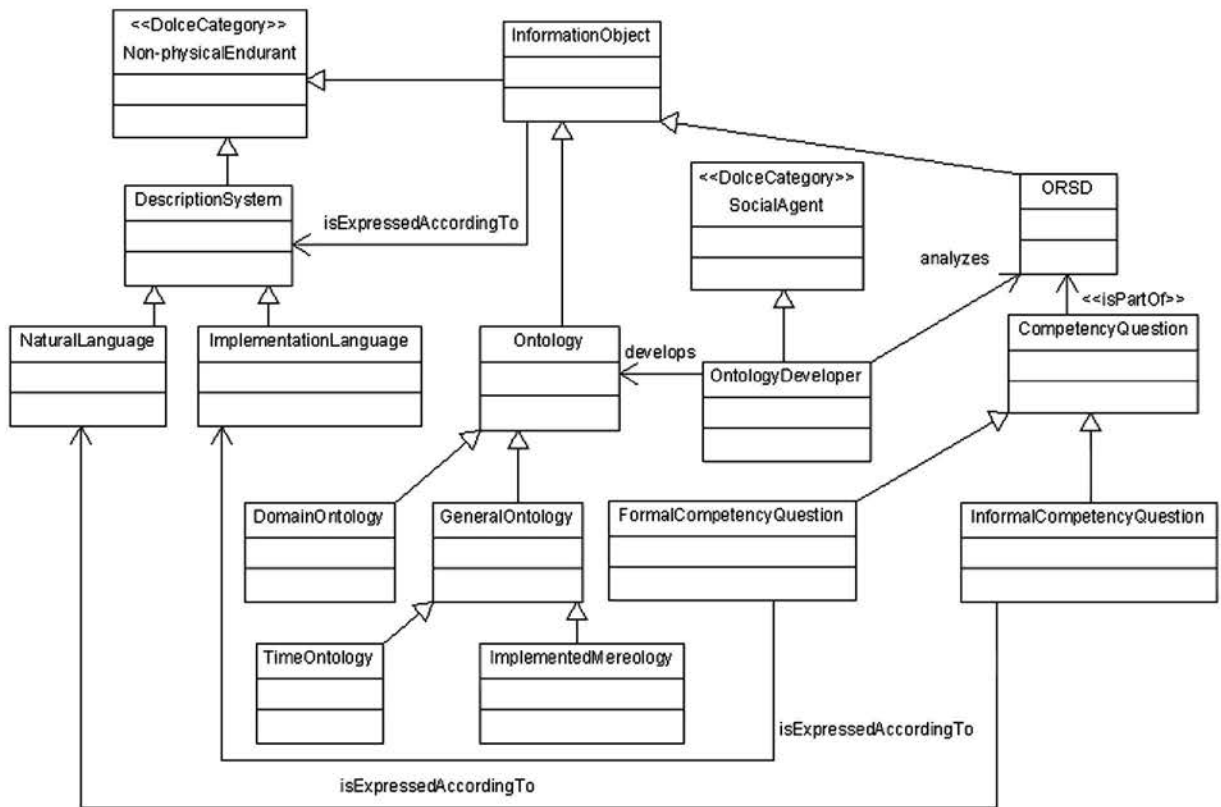 <<DolceCategory>>
Non-physicalEndurant
InformationObject
DescriptionSystem
isExpressedAccordingTo
<<DolceCategory>>
SocialAgent
ORSD
analyzes
<<isPartOf>>
NaturalLanguage
ImplementationLanguage
Ontology
develops
OntologyDeveloper
CompetencyQuestion
DomainOntology
GeneralOntology
FormalCompetencyQuestion
InformalCompetencyQuestion
TimeOntology
ImplementedMereology
isExpressedAccordingTo
isExpressedAccordingTo